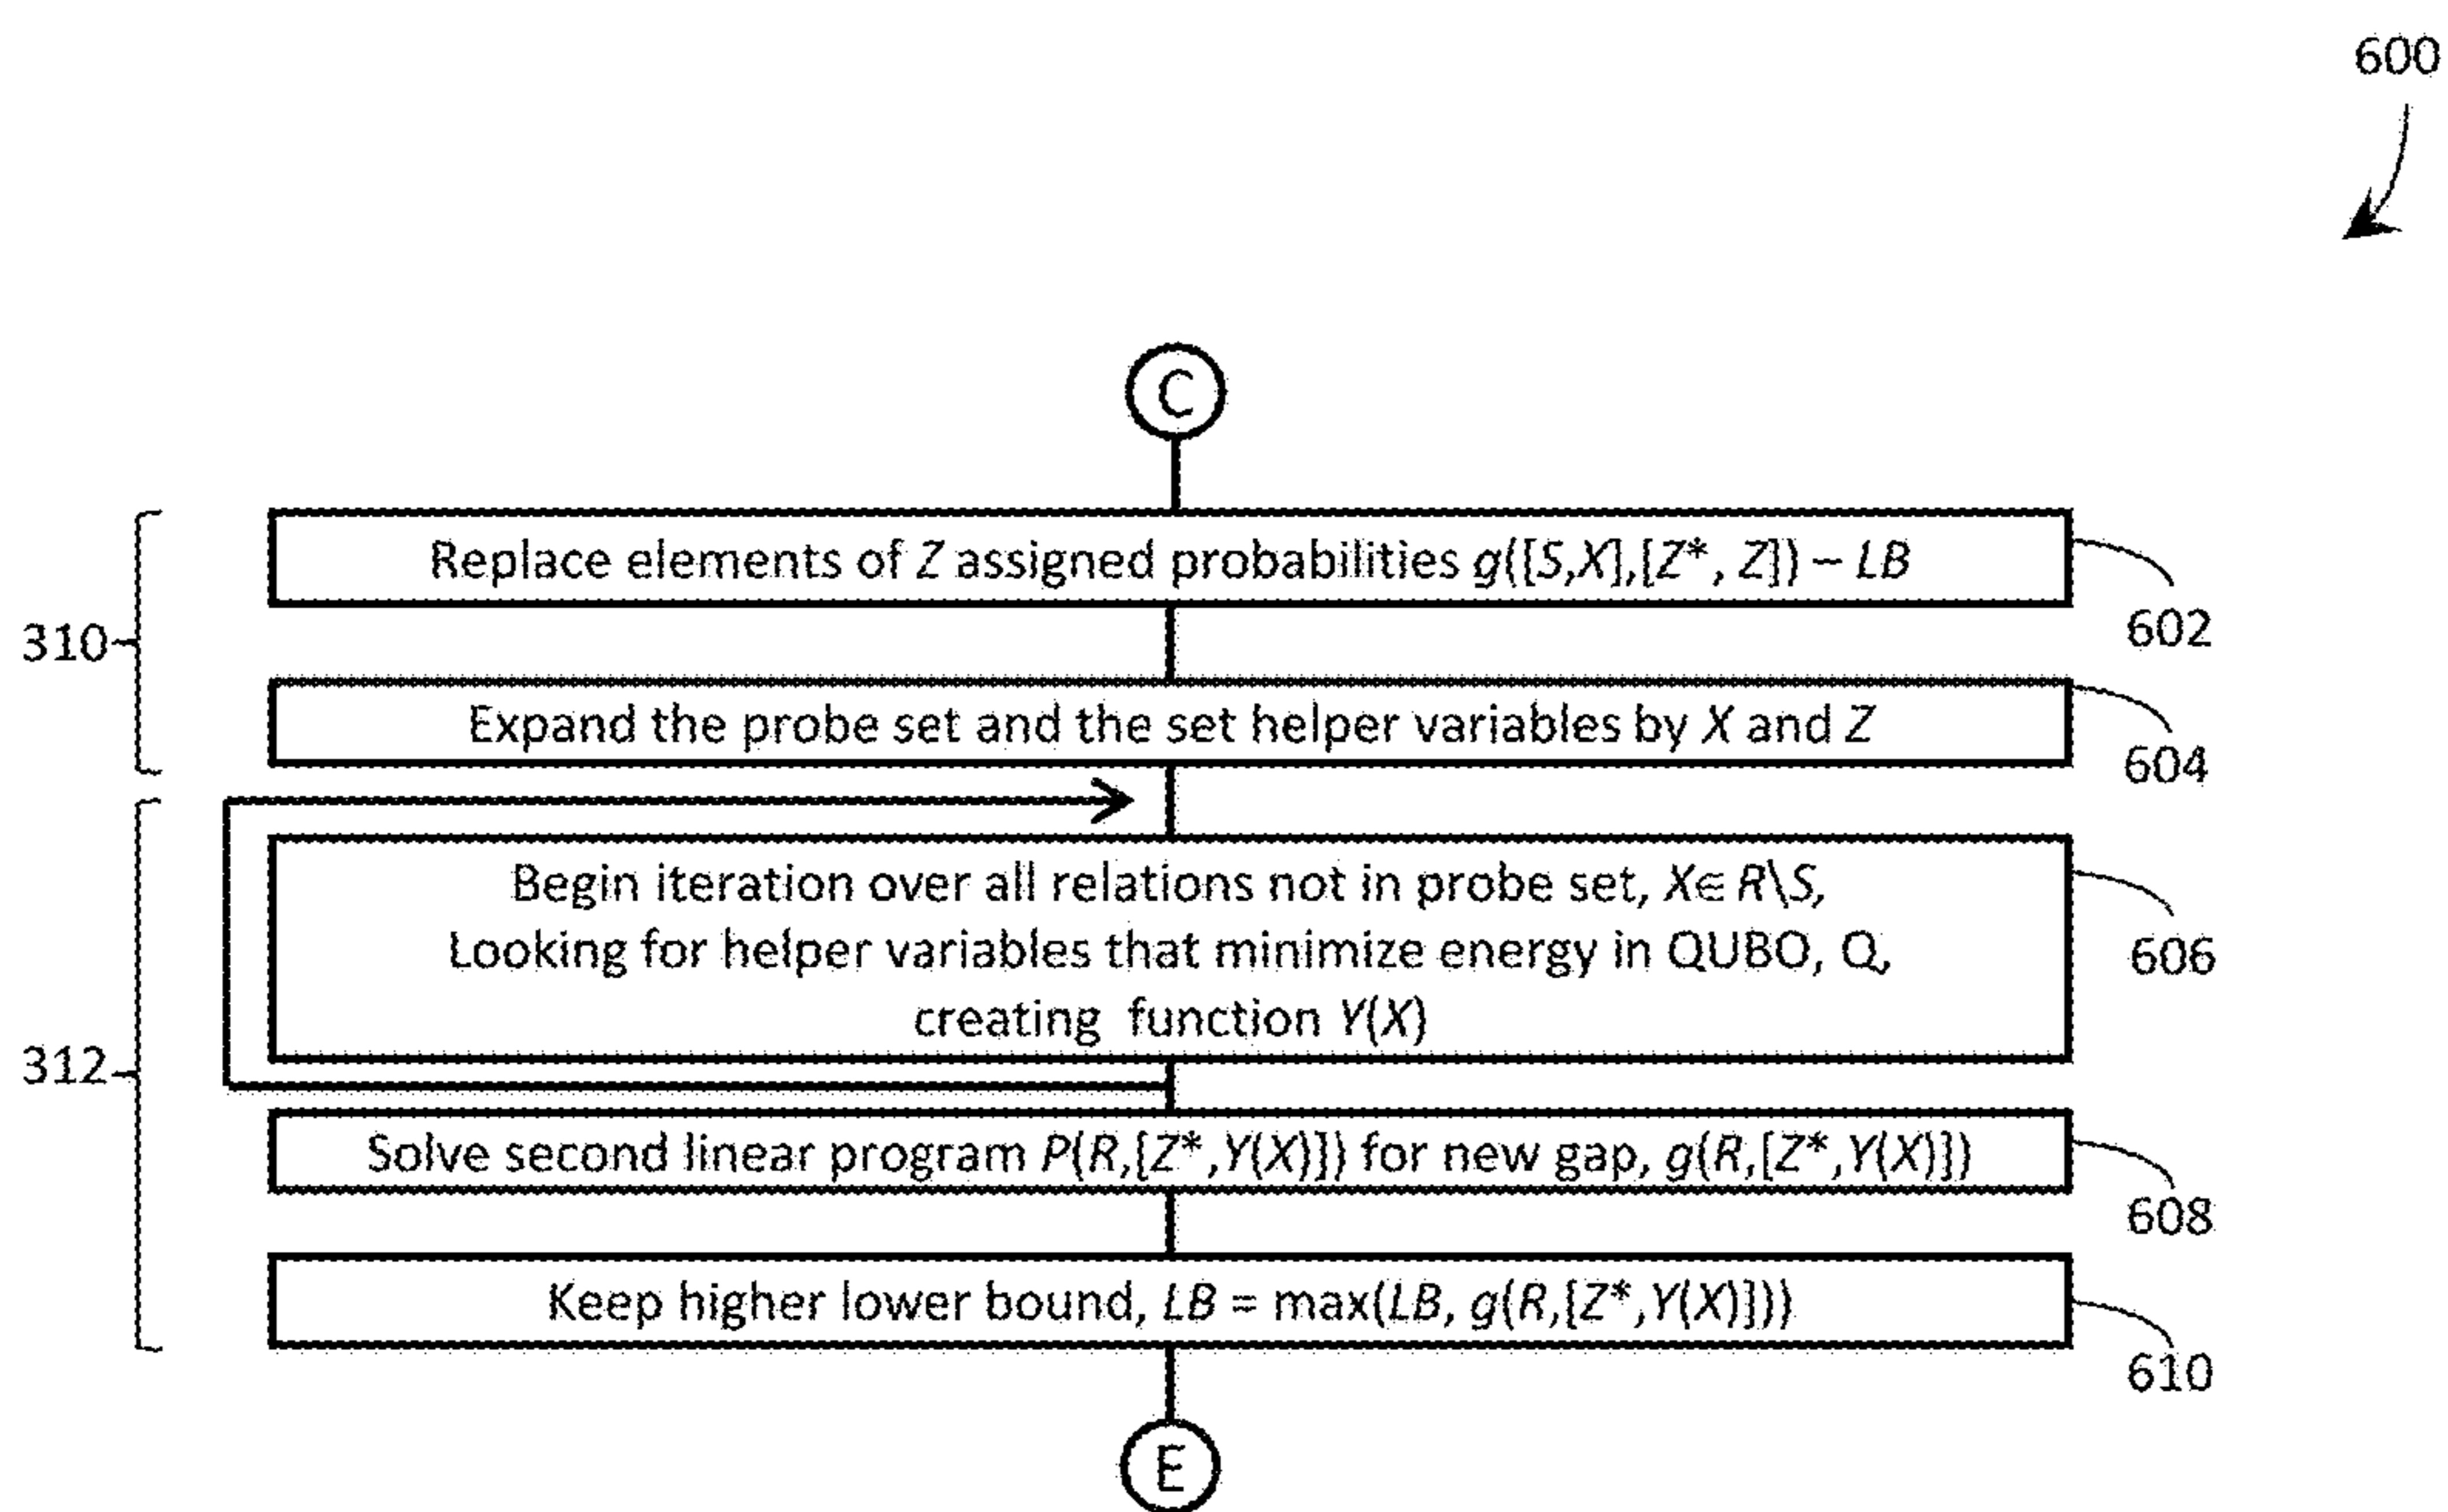 600
C
Replace elements of Z assigned probabilities g([S,X],[Z*, Z]) – LB
602
310
Expand the probe set and the set helper variables by X and Z
604
Begin iteration over all relations not in probe set, X∈ R\S,
Looking for helper variables that minimize energy in QUBO, Q,
creating function Y(X)
606
312
Solve second linear program P(R,[Z*,Y(X)]) for new gap, g(R,[Z*,Y(X)])
608
Keep higher lower bound, LB = max(LB, g(R,[Z*,Y(X)]))
610
E